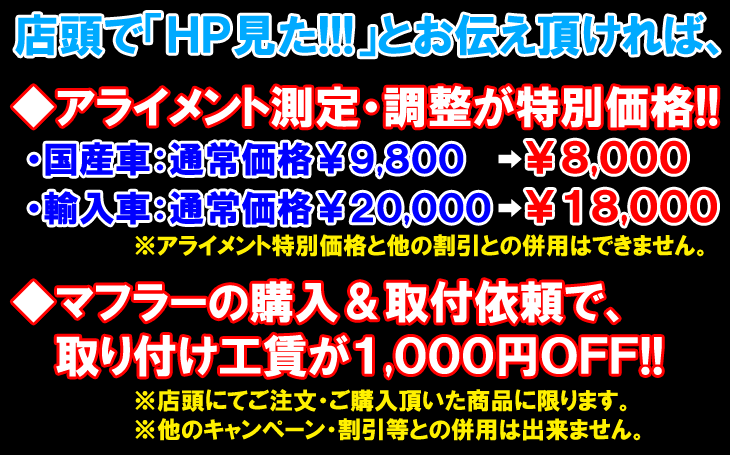 店頭で「HP見た!!!」とお伝え頂ければ、
◆アライメント測定・調整が特別価格!!
・国産車：通常価格￥9,800 ➡￥8,000
・輸入車：通常価格￥20,000➡￥18,000
※アライメント特別価格と他の割引との併用はできません。
◆マフラーの購入＆取付依頼で、
取り付け工賃が1,000円OFF!!
※店頭にてご注文・ご購入頂いた商品に限ります。
※他のキャンペーン・割引等との併用は出来ません。